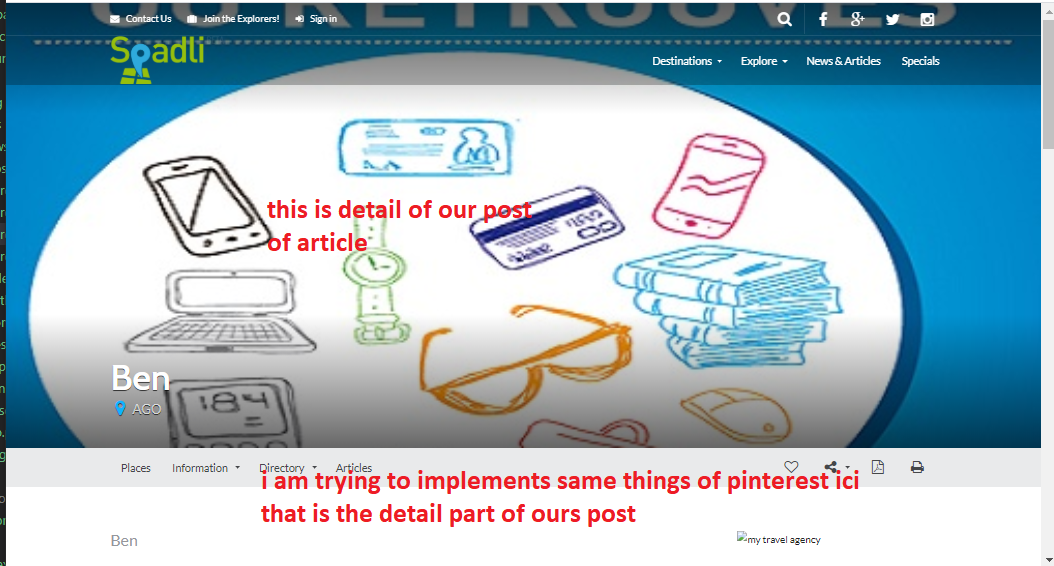 CORETROUVES
Contact Us Join the Explorers! Sign in
Spadli
Destinations Explore News & Articles Specials
this is detail of our post
of article
184
Ben
AGO
Places Information Directory Articles
i am trying to implements same things of pinterest ici
that is the detail part of ours post
Ben
my travel agency